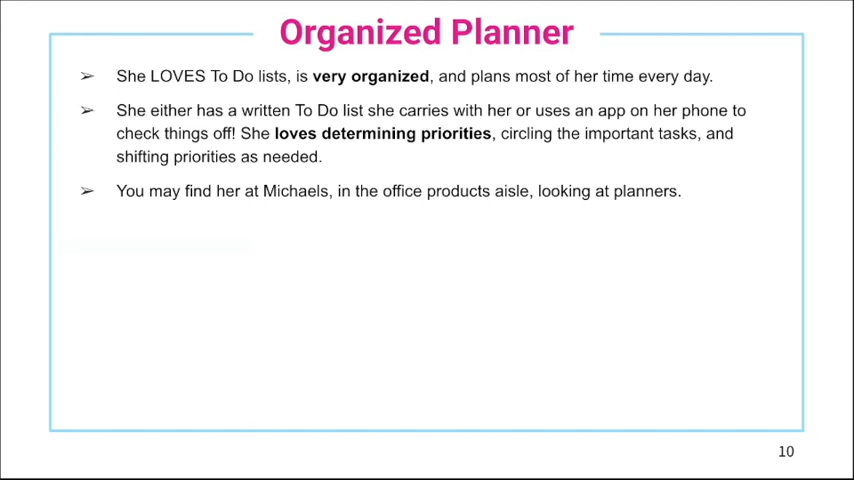 Organized Planner
➢ She LOVES To Do lists, is very organized, and plans most of her time every day.
➢ She either has a written To Do list she carries with her or uses an app on her phone to
check things off! She loves determining priorities, circling the important tasks, and
shifting priorities as needed.
➢ You may find her at Michaels, in the office products aisle, looking at planners.
10